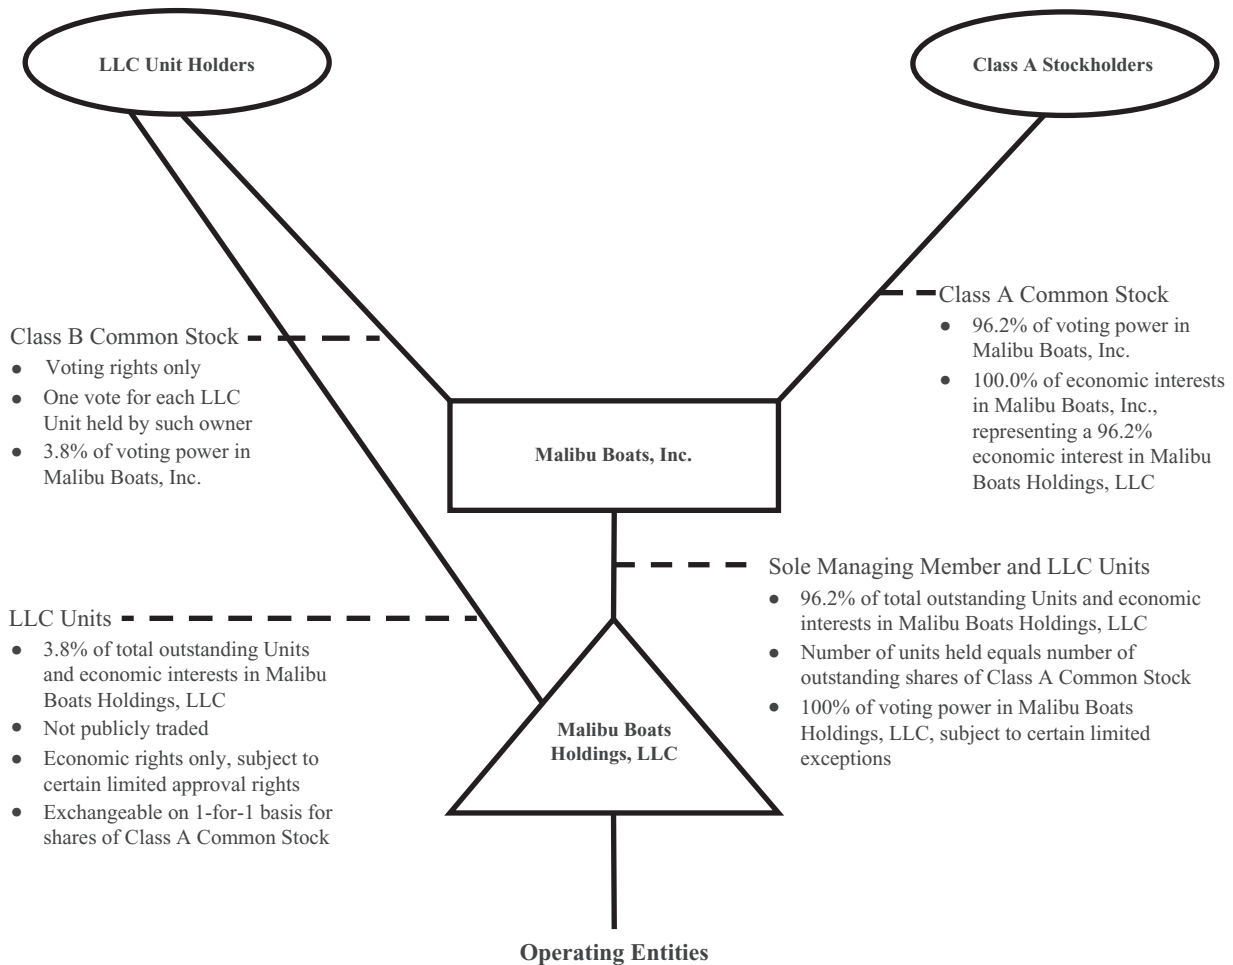 LLC Unit Holders
Class A Stockholders
Class A Common Stock
● 96.2% of voting power in
Malibu Boats, Inc.
● 100.0% of economic interests
in Malibu Boats, Inc.,
representing a 96.2%
economic interest in Malibu
Boats Holdings, LLC
Class B Common Stock
● Voting rights only
● One vote for each LLC
Unit held by such owner
● 3.8% of voting power in
Malibu Boats, Inc.
Malibu Boats, Inc.
Sole Managing Member and LLC Units
● 96.2% of total outstanding Units and economic
interests in Malibu Boats Holdings, LLC
● Number of units held equals number of
outstanding shares of Class A Common Stock
● 100% of voting power in Malibu Boats
Holdings, LLC, subject to certain limited
exceptions
LLC Units
● 3.8% of total outstanding Units
and economic interests in Malibu
Boats Holdings, LLC
● Not publicly traded
● Economic rights only, subject to
certain limited approval rights
● Exchangeable on 1-for-1 basis for
shares of Class A Common Stock
Malibu Boats
Holdings, LLC
Operating Entities